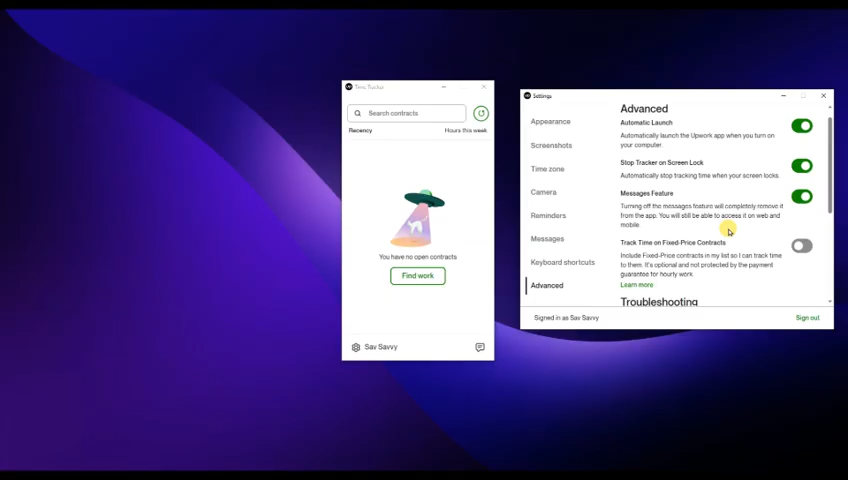 Time Tracker
Search contracts
Recency
Hours this week
You have no open contracts
Find work
Sav Savvy
Settings
Appearance
Screenshots
Time zone
Camera
Reminders
Messages
Keyboard shortcuts
Advanced
Advanced
Automatic Launch
Automatically launch the Upwork app when you turn on
your computer.
Stop Tracker on Screen Lock
Automatically stop tracking time when your screen locks.
Messages Feature
Turning off the messages feature will completely remove it
from the app. You will still be able to access it on web and
mobile.
Track Time on Fixed-Price Contracts
Include Fixed-Price contracts in my list so I can track time
to them. It's optional and not protected by the payment
guarantee for hourly work.
Learn more
Troubleshooting
Signed in as Sav Savvy
Sign out